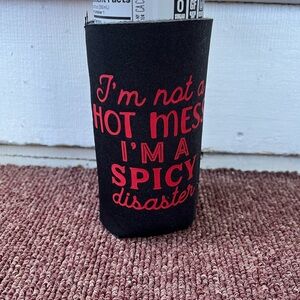 I'm not a
HOT MESS
I'M A
SPICY
disaster